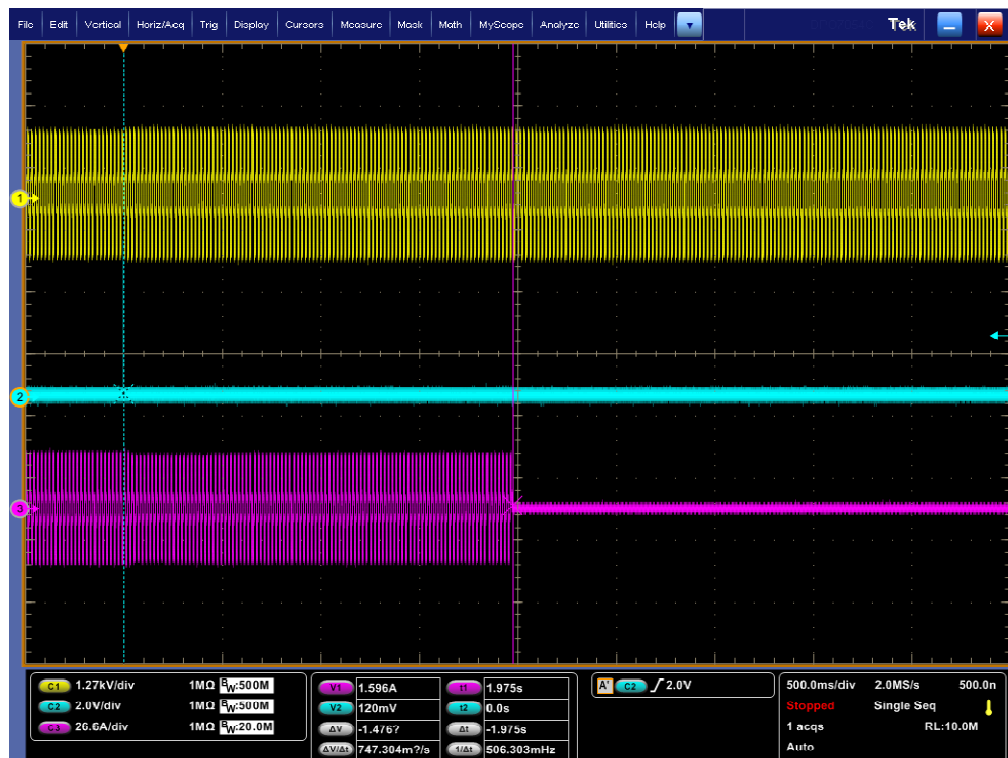 File Edit Vertical Horiz/Acq Trig Display Cursors Measure Mask Math MyScope Analyze Utilities Help Tek X
1
2
3
C1 1.27kV/div 1MΩ BW:500M
C2 2.0V/div 1MΩ BW:500M
C3 26.6A/div 1MΩ BW:20.0M
V1 1.596A t1 1.975s
V2 120mV t2 0.0s
ΔV -1.476? Δt -1.975s
ΔV/Δt 747.304m?/s 1/Δt 506.303mHz
A' C2 2.0V
500.0ms/div 2.0MS/s 500.0n
Stopped Single Seq
1 acqs RL:10.0M
Auto